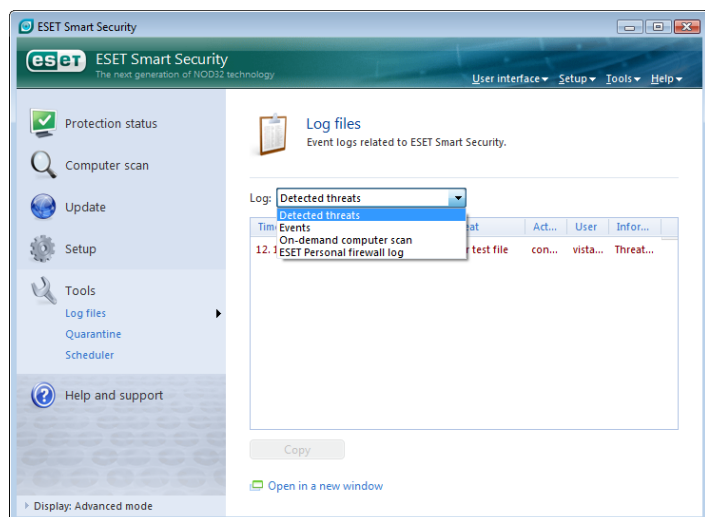 ESET Smart Security
eset ESET Smart Security
The next generation of NOD32 technology
User interface Setup Tools Help
Protection status
Computer scan
Update
Setup
Tools
Log files
Quarantine
Scheduler
Help and support
Display: Advanced mode
Log files
Event logs related to ESET Smart Security.
Log: Detected threats
Detected threats
Events
On-demand computer scan
ESET Personal firewall log
Act... User Infor...
12. test file con... vista... Threat...
Copy
Open in a new window